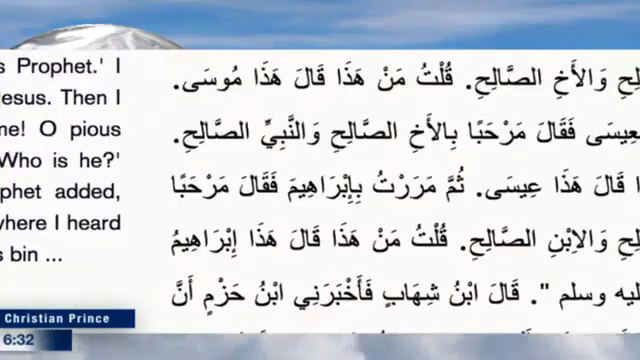 s Prophet.' I
Jesus. Then I
me! O pious
Who is he?'
phet added,
where I heard
s bin ...
وَالأَخِ الصَّالِحِ. قُلْتُ مَنْ هَذَا قَالَ هَذَا مُوسَى.
بِعِيسَى فَقَالَ مَرْحَبًا بِالأَخِ الصَّالِحِ وَالنَّبِيِّ الصَّالِحِ.
قَالَ هَذَا عِيسَى. ثُمَّ مَرَرْتُ بِإِبْرَاهِيمَ فَقَالَ مَرْحَبًا
وَالاِبْنِ الصَّالِحِ. قُلْتُ مَنْ هَذَا قَالَ هَذَا إِبْرَاهِيمُ
ليه وسلم ". قَالَ ابْنُ شِهَابٍ فَأَخْبَرَنِي ابْنُ حَزْمٍ أَنَّ
Christian Prince
6:32